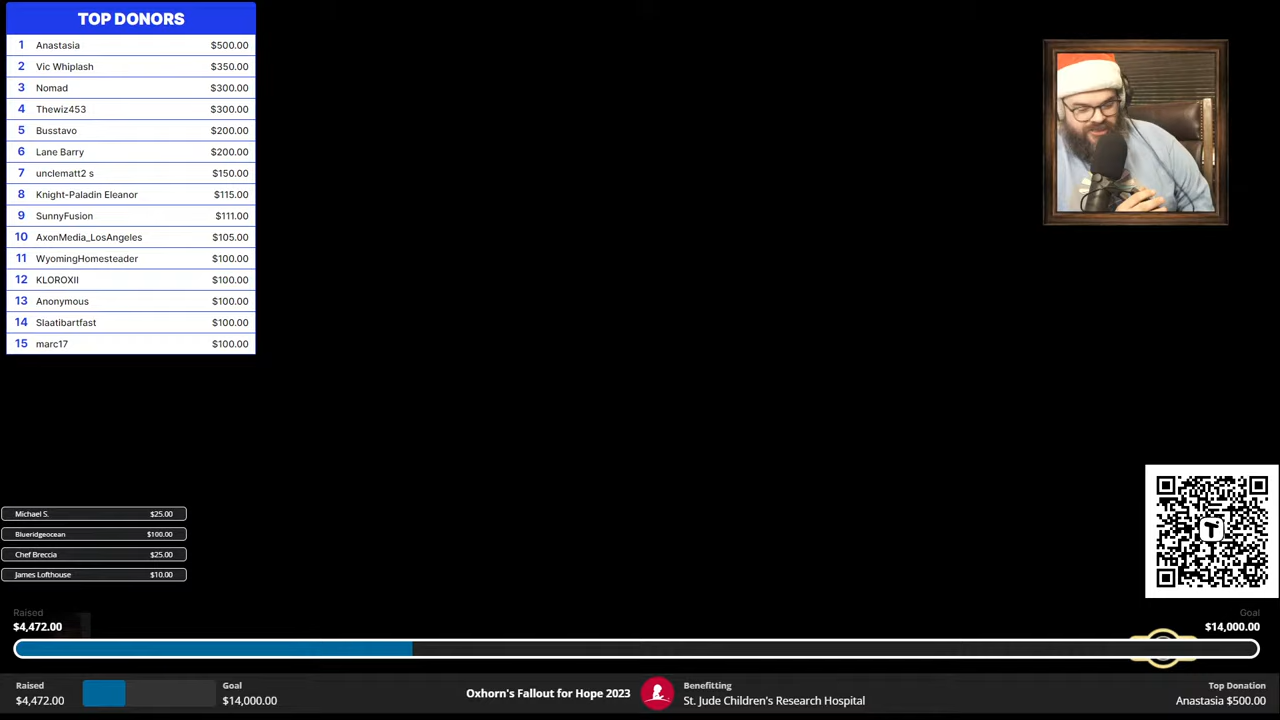 TOP DONORS
1 Anastasia $500.00
2 Vic Whiplash $350.00
3 Nomad $300.00
4 Thewiz453 $300.00
5 Busstavo $200.00
6 Lane Barry $200.00
7 unclematt2 s $150.00
8 Knight-Paladin Eleanor $115.00
9 SunnyFusion $111.00
10 AxonMedia_LosAngeles $105.00
11 WyomingHomesteader $100.00
12 KLOROXII $100.00
13 Anonymous $100.00
14 Slaatibartfast $100.00
15 marc17 $100.00
Michael S. $25.00
Blueridgeocean $100.00
Chef Breccia $25.00
James Lofthouse $10.00
Raised Goal
$4,472.00 $14,000.00
Raised Goal
$4,472.00 $14,000.00
Oxhorn's Fallout for Hope 2023
Benefitting
St. Jude Children's Research Hospital
Top Donation
Anastasia $500.00